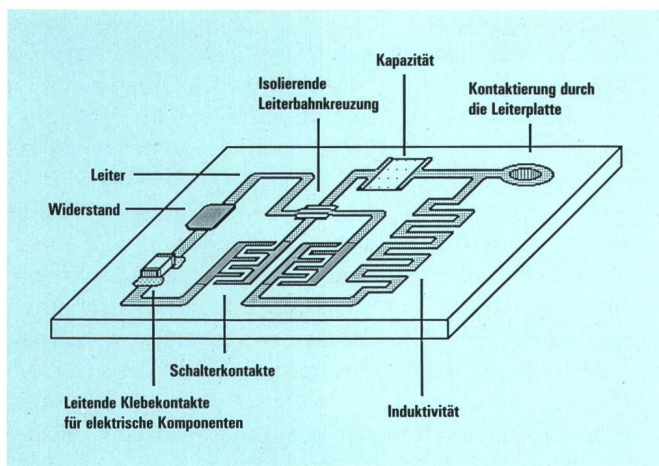 Kapazität
Isolierende
Leiterbahnkreuzung
Kontaktierung durch
die Leiterplatte
Leiter
Widerstand
Schalterkontakte
Leitende Klebekontakte
für elektrische Komponenten
Induktivität